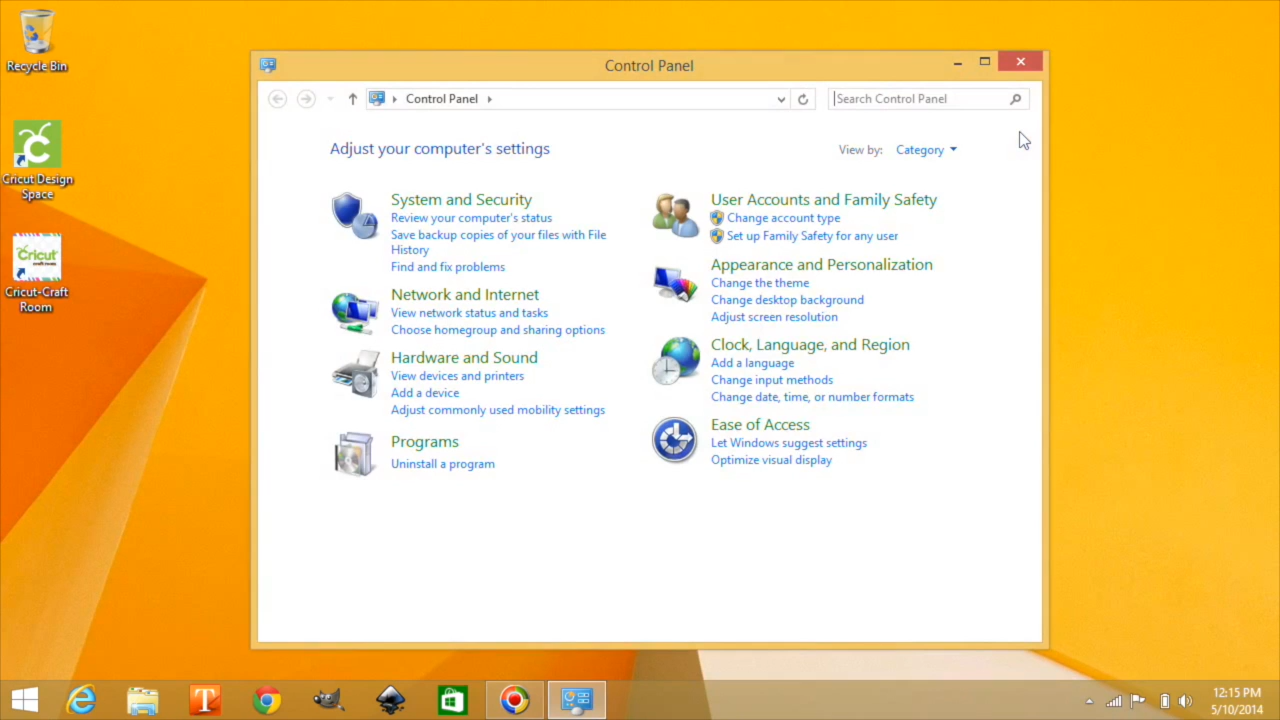 Recycle Bin
Cricut Design
Space
Cricut
craft room
Cricut-Craft
Room
Control Panel
Control Panel
Search Control Panel
Adjust your computer's settings
View by: Category
System and Security
Review your computer's status
Save backup copies of your files with File
History
Find and fix problems
Network and Internet
View network status and tasks
Choose homegroup and sharing options
Hardware and Sound
View devices and printers
Add a device
Adjust commonly used mobility settings
Programs
Uninstall a program
User Accounts and Family Safety
Change account type
Set up Family Safety for any user
Appearance and Personalization
Change the theme
Change desktop background
Adjust screen resolution
Clock, Language, and Region
Add a language
Change input methods
Change date, time, or number formats
Ease of Access
Let Windows suggest settings
Optimize visual display
12:15 PM
5/10/2014